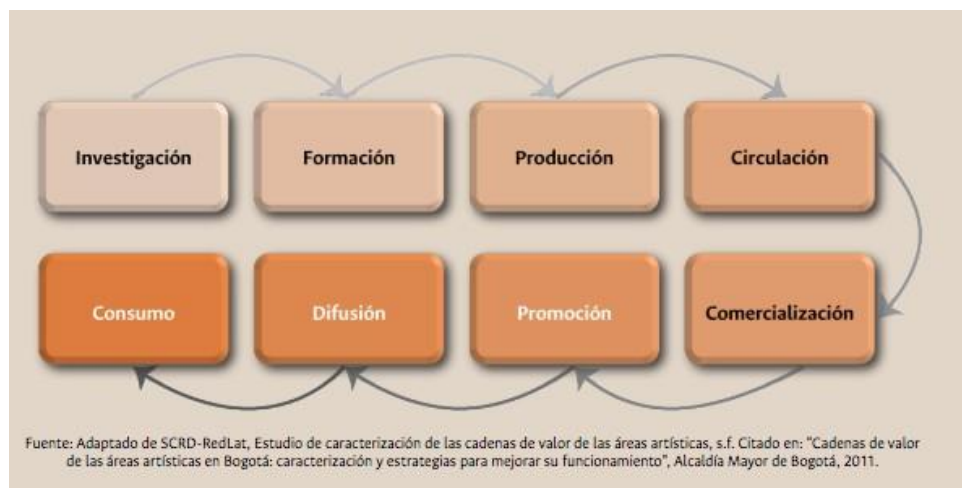 Investigación
Formación
Producción
Circulación
Consumo
Difusión
Promoción
Comercialización
Fuente: Adaptado de SCRD-RedLat, Estudio de caracterización de las cadenas de valor de las áreas artísticas, s.f. Citado en: “Cadenas de valor
de las áreas artísticas en Bogotá: caracterización y estrategias para mejorar su funcionamiento”, Alcaldía Mayor de Bogotá, 2011.